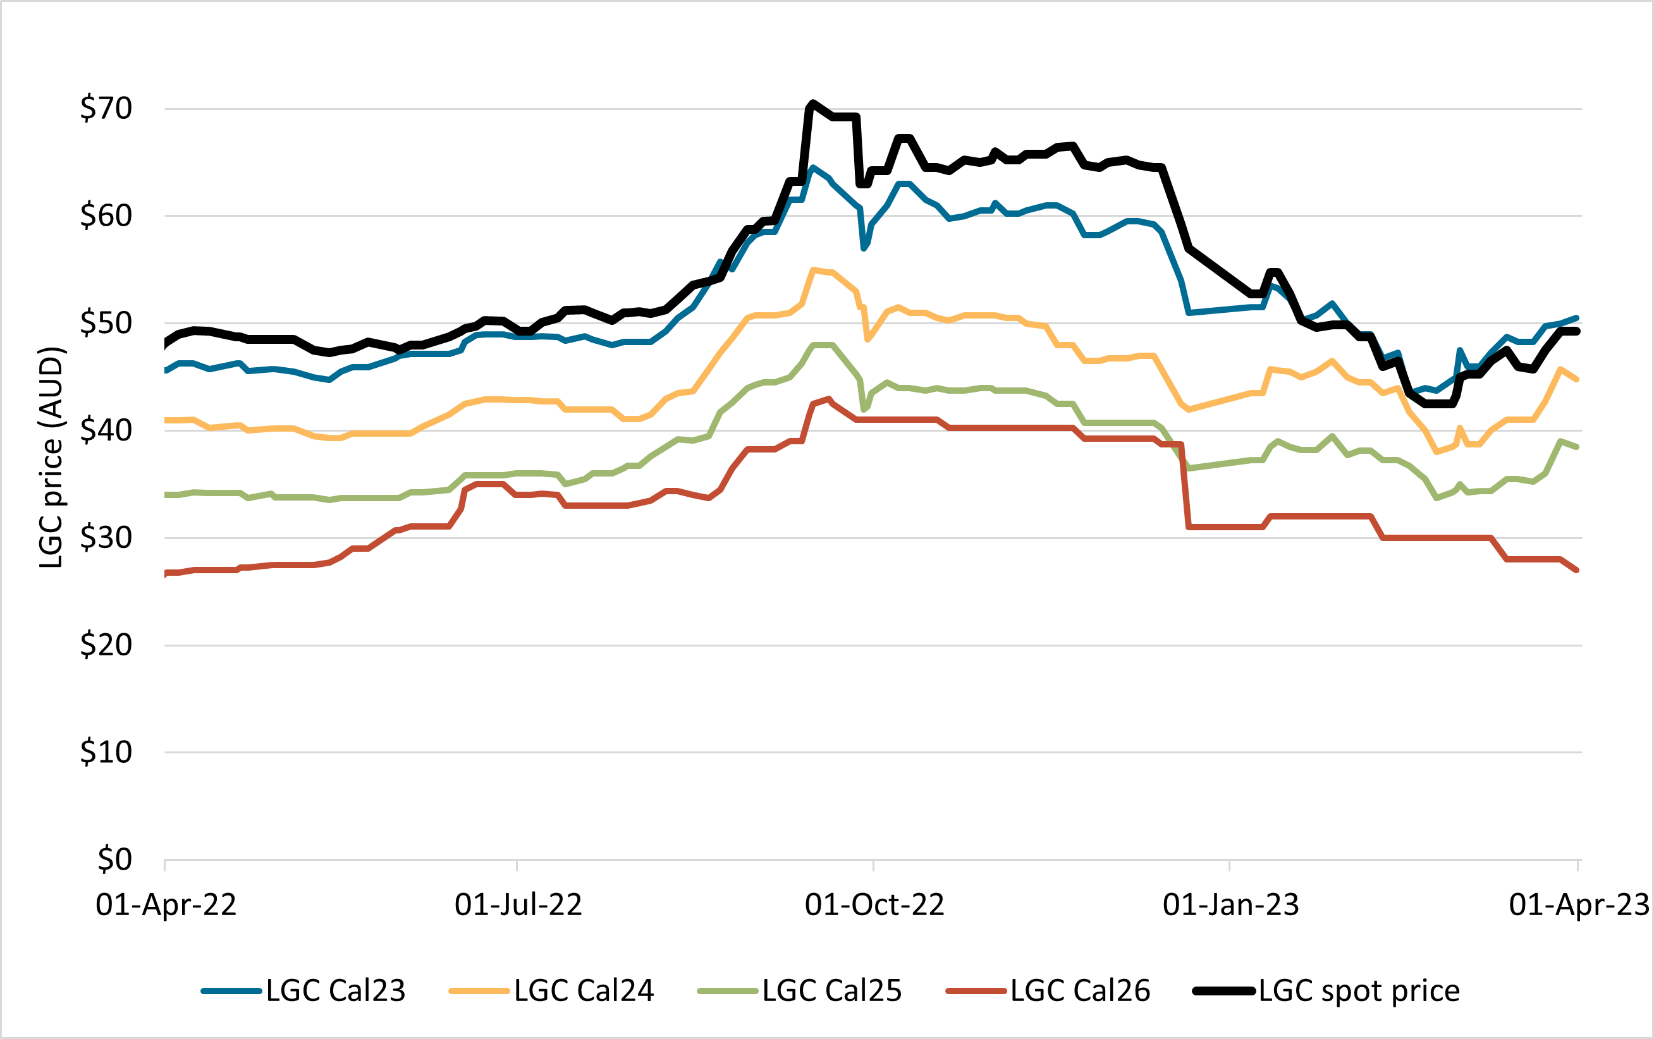 $70
$60
$50
$40
$30
$20
$10
$0
LGC price (AUD)
01-Apr-22 01-Jul-22 01-Oct-22 01-Jan-23 01-Apr-23
LGC Cal23 LGC Cal24 LGC Cal25 LGC Cal26 LGC spot price